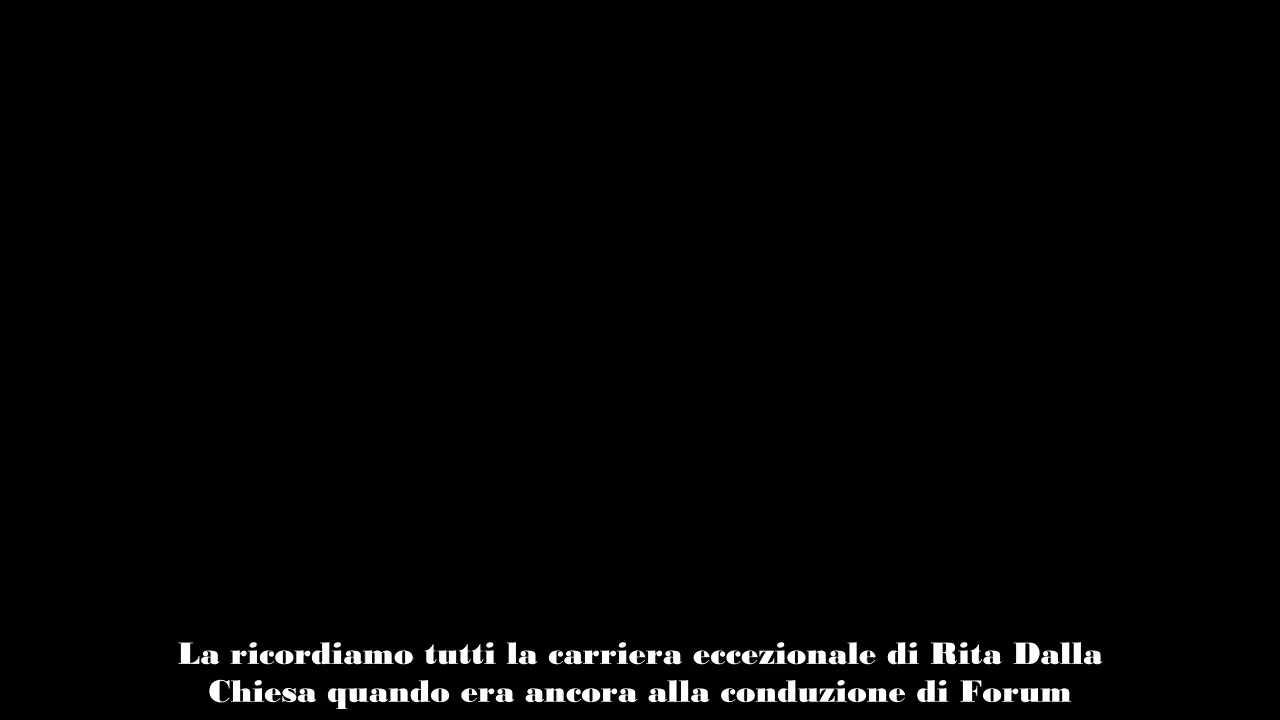 La ricordiamo tutti la carriera eccezionale di Rita Dalla
Chiesa quando era ancora alla conduzione di Forum